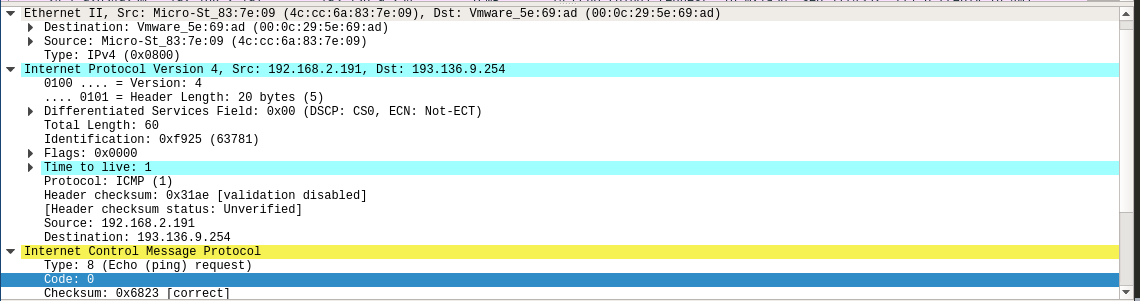 Ethernet II, Src: Micro-St_83:7e:09 (4c:cc:6a:83:7e:09), Dst: Vmware_5e:69:ad (00:0c:29:5e:69:ad)
Destination: Vmware_5e:69:ad (00:0c:29:5e:69:ad)
Source: Micro-St_83:7e:09 (4c:cc:6a:83:7e:09)
Type: IPv4 (0x0800)
Internet Protocol Version 4, Src: 192.168.2.191, Dst: 193.136.9.254
0100 .... = Version: 4
.... 0101 = Header Length: 20 bytes (5)
Differentiated Services Field: 0x00 (DSCP: CS0, ECN: Not-ECT)
Total Length: 60
Identification: 0xf925 (63781)
Flags: 0x0000
Time to live: 1
Protocol: ICMP (1)
Header checksum: 0x31ae [validation disabled]
[Header checksum status: Unverified]
Source: 192.168.2.191
Destination: 193.136.9.254
Internet Control Message Protocol
Type: 8 (Echo (ping) request)
Code: 0
Checksum: 0x6823 [correct]